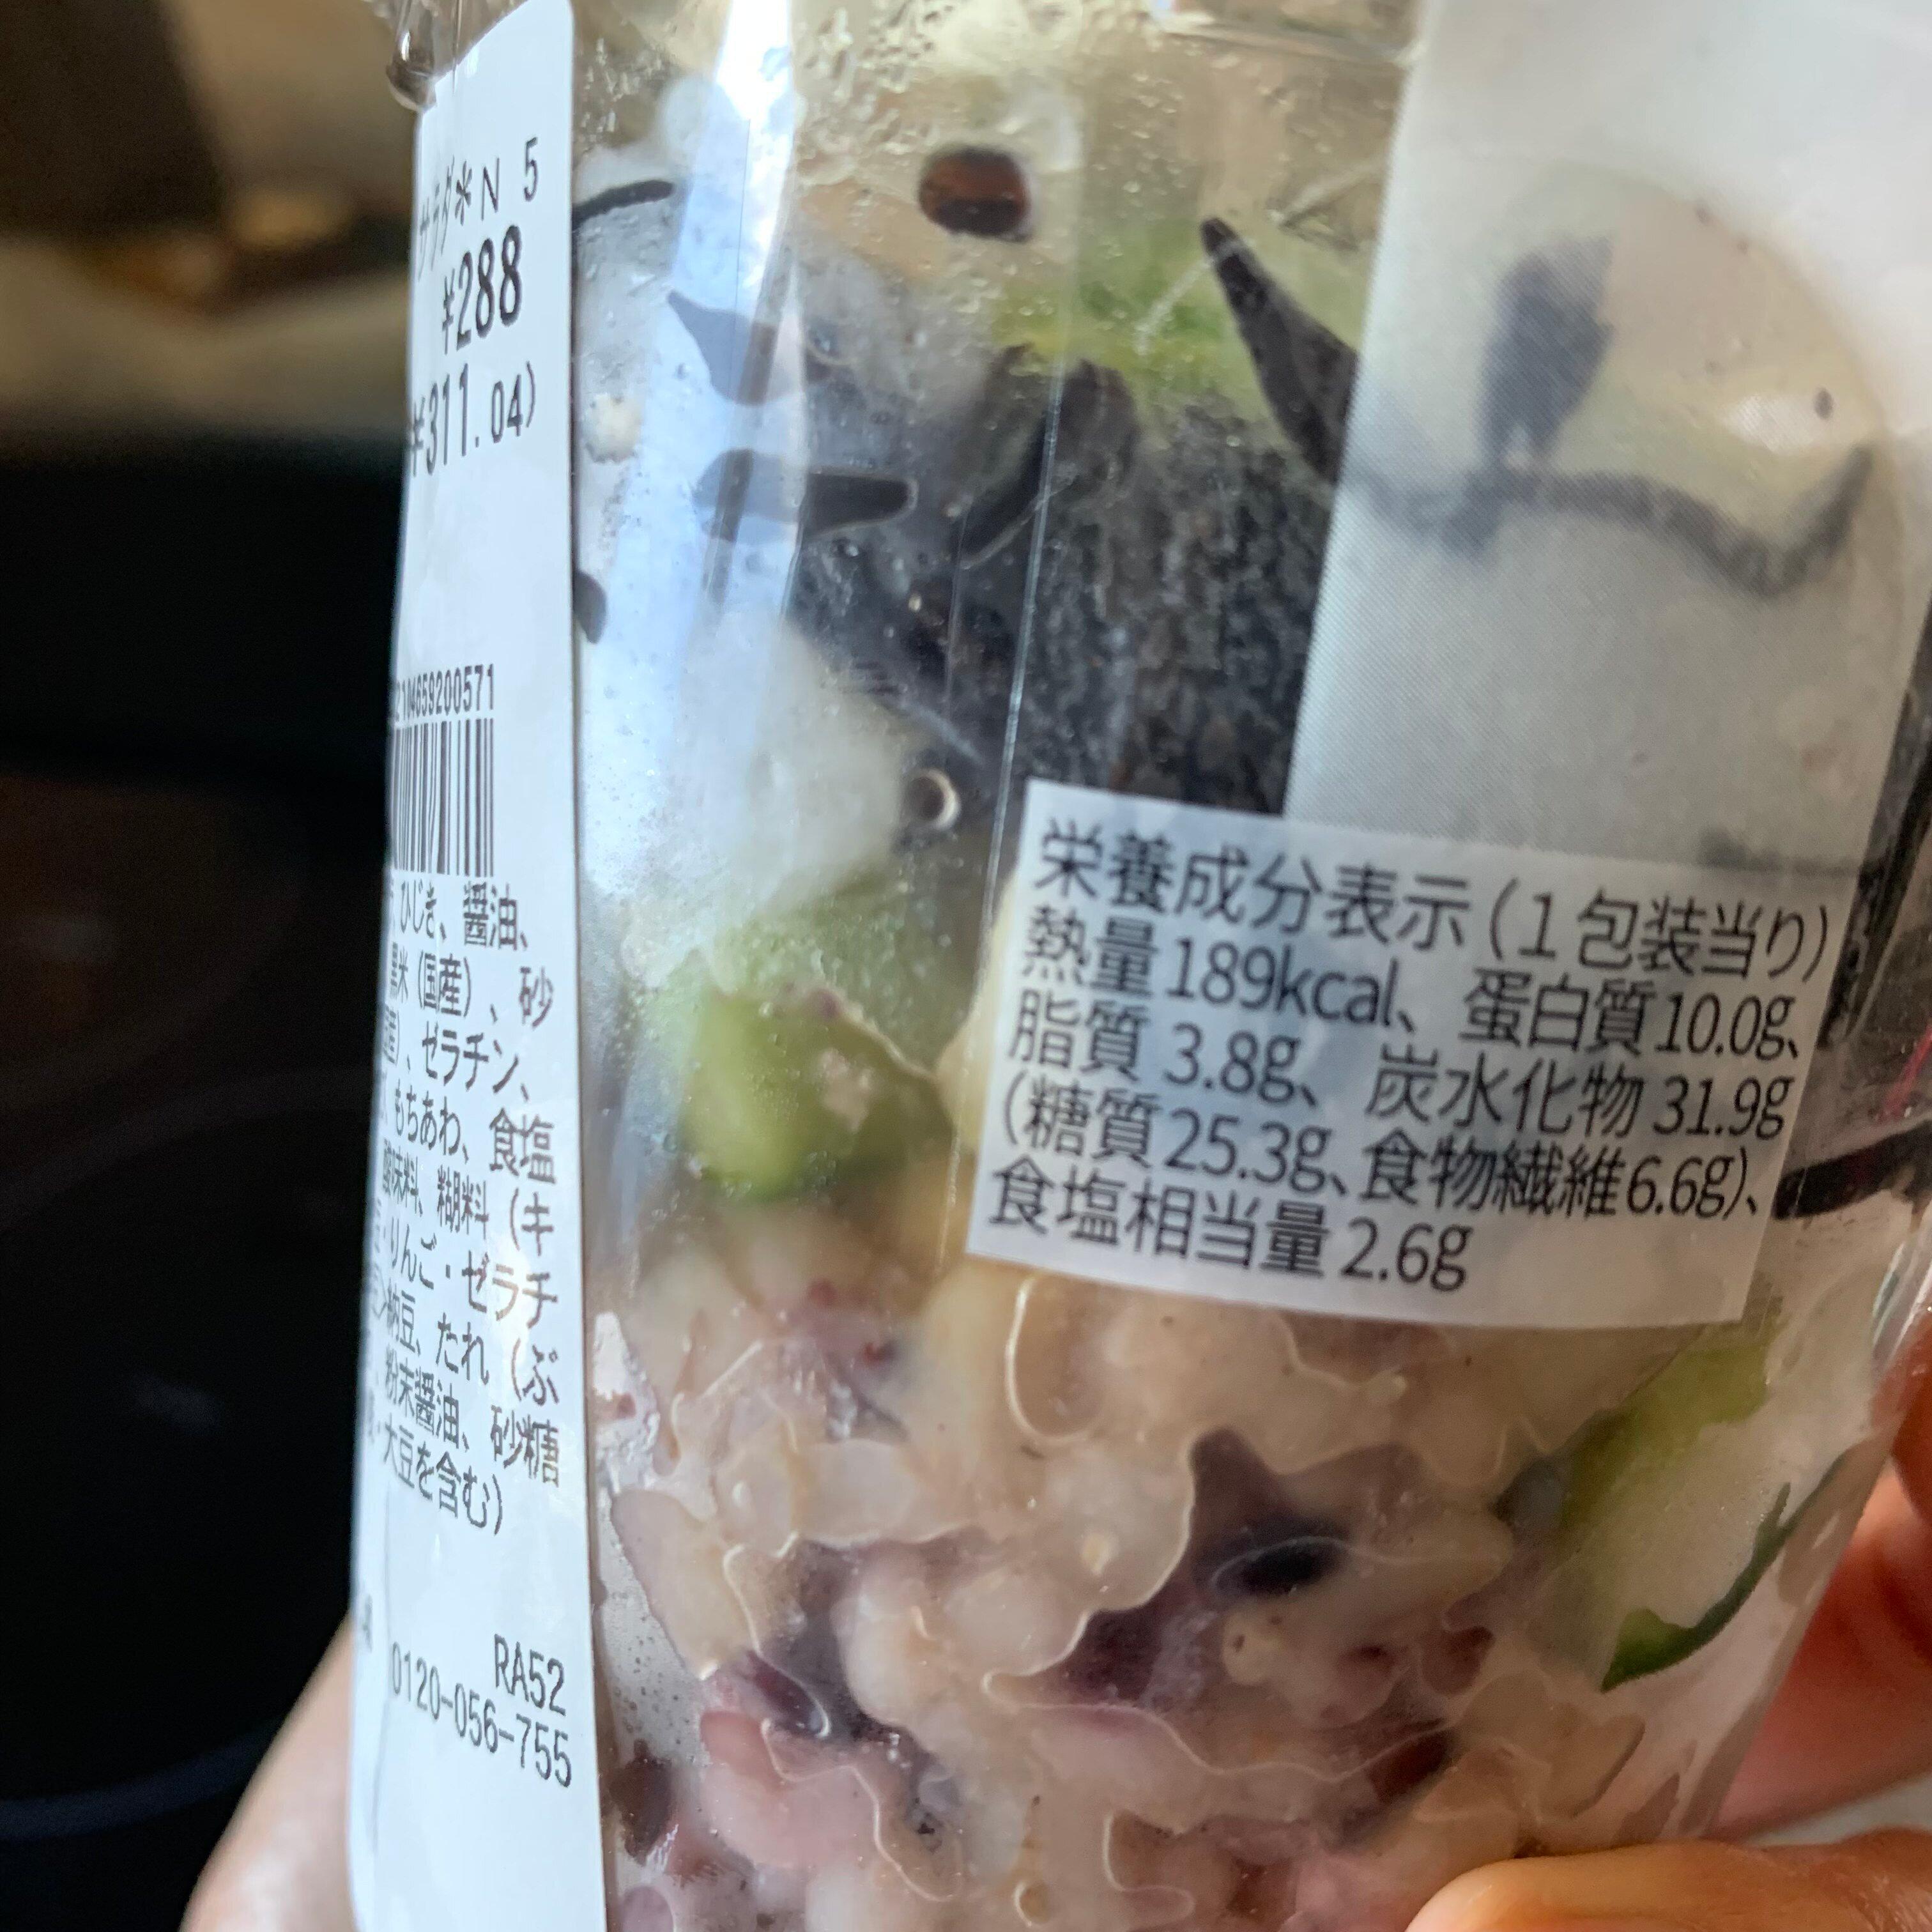 サラダ*N 5
¥288
¥311.04)
2104659200571
ひじき、醤油、
黒米(国産)、砂
ゼラチン、
もちあわ、食塩
酸味料、糊料(キ
りんご・ゼラチ
納豆、たれ(ぶ
粉末醤油、砂糖
大豆を含む)
RA52
0120-056-755
栄養成分表示(1包装当り)
熱量189kcal、蛋白質10.0g、
脂質3.8g、炭水化物31.9g
(糖質25.3g、食物繊維6.6g)、
食塩相当量2.6g